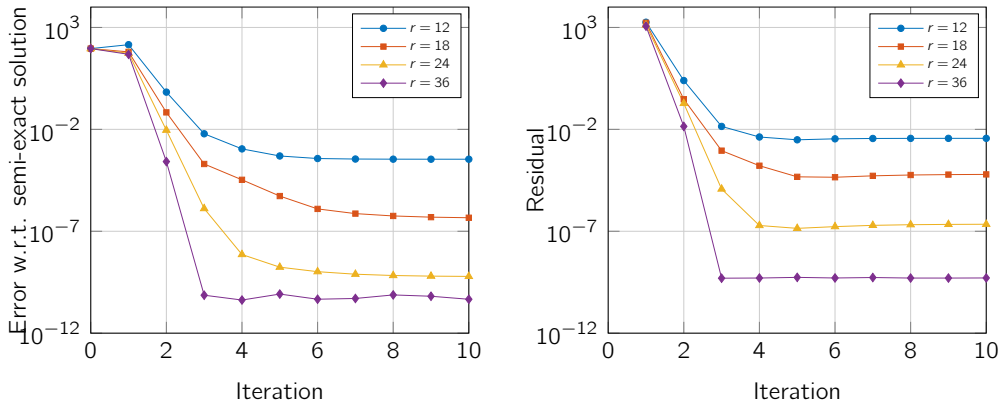 Error w.r.t. semi-exact solution
10^3
10^-2
10^-7
10^-12
0 2 4 6 8 10
Iteration
r = 12
r = 18
r = 24
r = 36
Residual
10^3
10^-2
10^-7
10^-12
0 2 4 6 8 10
Iteration
r = 12
r = 18
r = 24
r = 36